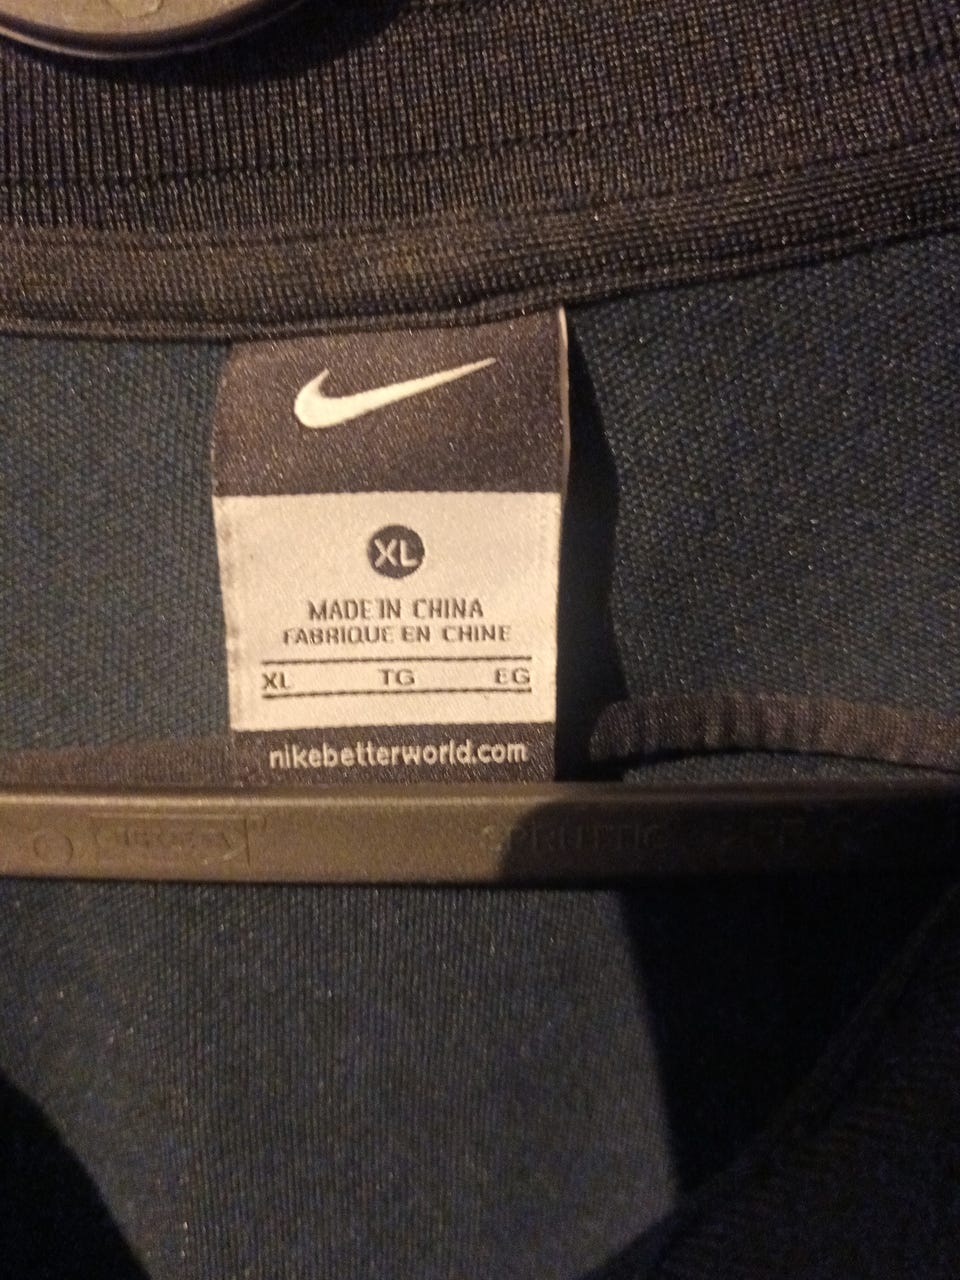 XL
MADE IN CHINA
FABRIQUE EN CHINE
XL TG EG
nikebetterworld.com